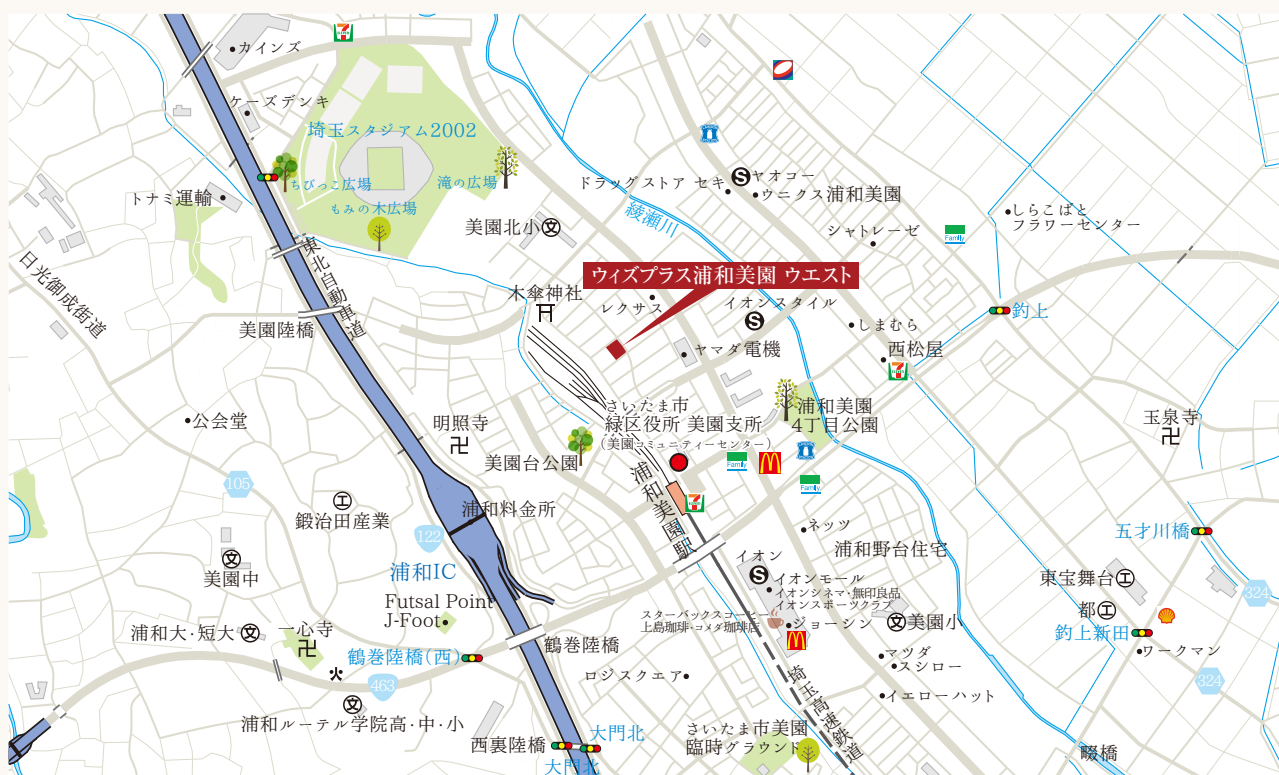 カインズ
ケーズデンキ
埼玉スタジアム2002
ちびっこ広場
滝の広場
もみの木広場
トナミ運輸
日光御成街道
東北自動車道
美園陸橋
美園北小
文
ドラッグストア セキ
S
ヤオコー
ウニクス浦和美園
綾瀬川
シャトレーゼ
Family
しらこばと
フラワーセンター
ウィズプラス浦和美園 ウエスト
木傘神社
レクサス
イオンスタイル
S
ヤマダ電機
しまむら
西松屋
釣上
公会堂
明照寺
卍
美園台公園
さいたま市
緑区役所 美園支所
(美園コミュニティーセンター)
浦和美園
4丁目公園
玉泉寺
卍
Family
Family
浦和美園駅
105
工
鍛治田産業
浦和料金所
122
浦和IC
文
美園中
Futsal Point
J-Foot
ネッツ
浦和野台住宅
イオン
S
イオンモール
イオンシネマ・無印良品
イオンスポーツクラブ
スターバックスコーヒー
上島珈琲・コメダ珈琲店
ジョーシン
文
美園小
五才川橋
東宝舞台
工
都
工
324
釣上新田
ワークマン
324
浦和大・短大
文
一心寺
卍
鶴巻陸橋(西)
鶴巻陸橋
463
文
浦和ルーテル学院高・中・小
ロジスクエア
マツダ
スシロー
イエローハット
埼玉高速鉄道
西裏陸橋
大門北
大門北
さいたま市美園
臨時グラウンド
畷橋